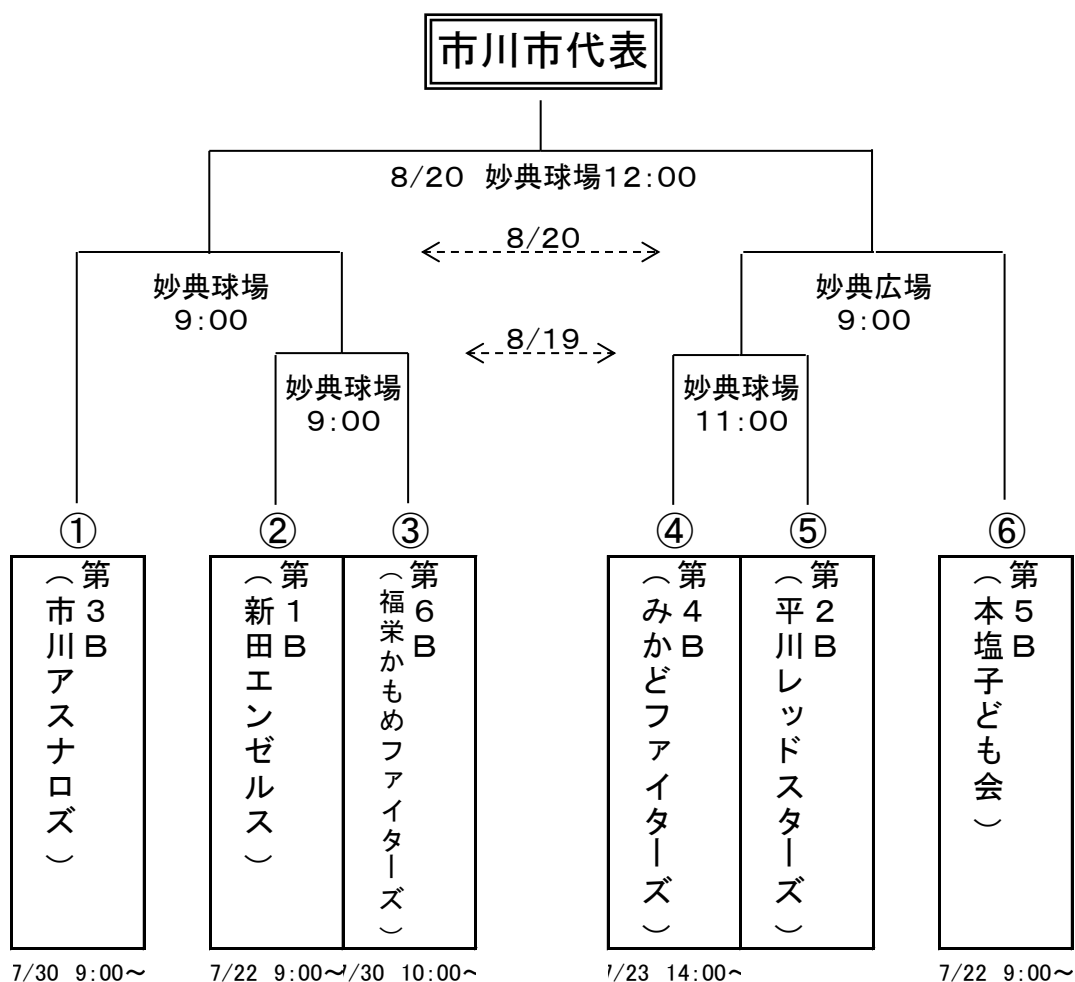 市川市代表
8/20 妙典球場12:00
8/20
妙典球場
9:00
妙典広場
9:00
8/19
妙典球場
9:00
妙典球場
11:00
①
②
③
④
⑤
⑥
第3B
(市川アスナロズ)
第1B
(新田エンゼルス)
第6B
(福栄かもめファイターズ)
第4B
(みかどファイターズ)
第2B
(平川レッドスターズ)
第5B
(本塩子ども会)
7/30 9:00～
7/22 9:00～
/30 10:00～
7/23 14:00～
7/22 9:00～